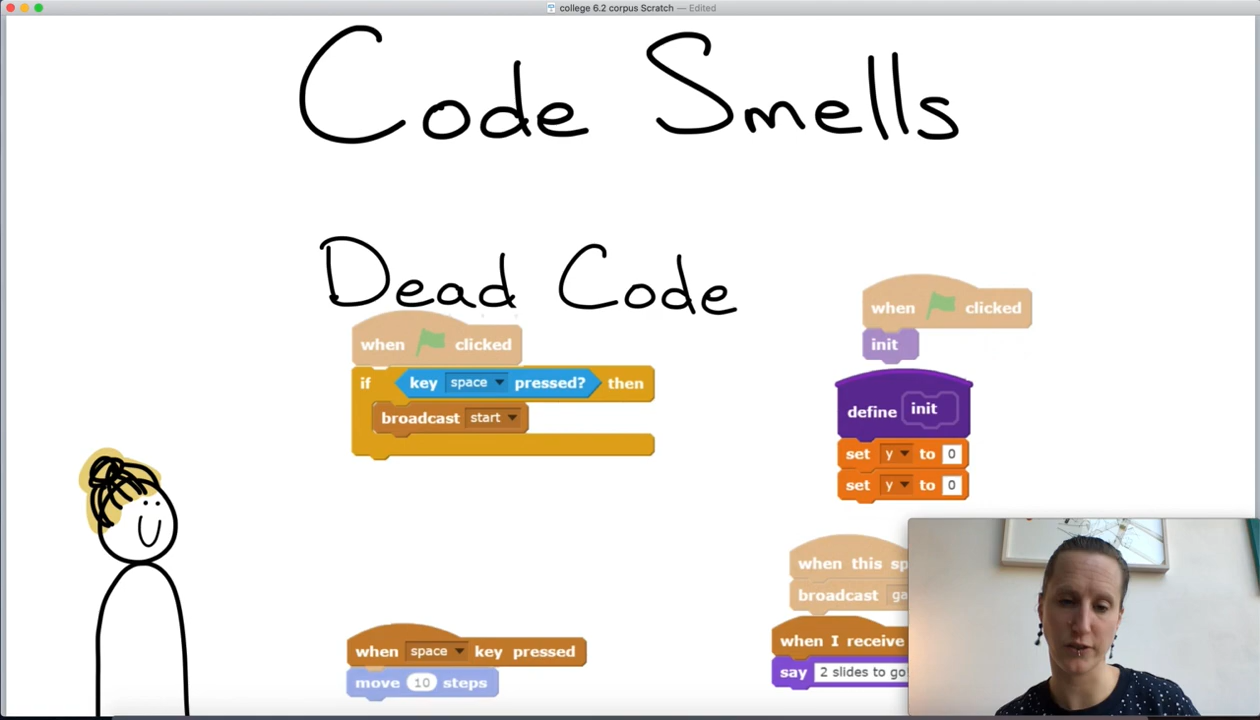 college 6.2 corpus Scratch — Edited
Code Smells
Dead Code
when clicked
if key space pressed? then
broadcast start
when space key pressed
move 10 steps
when clicked
init
define init
set y to 0
set y to 0
when this sp
broadcast ga
when I receive
say 2 slides to go!